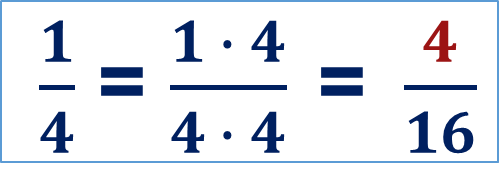 1/4 = 1 · 4/4 · 4 = 4/16